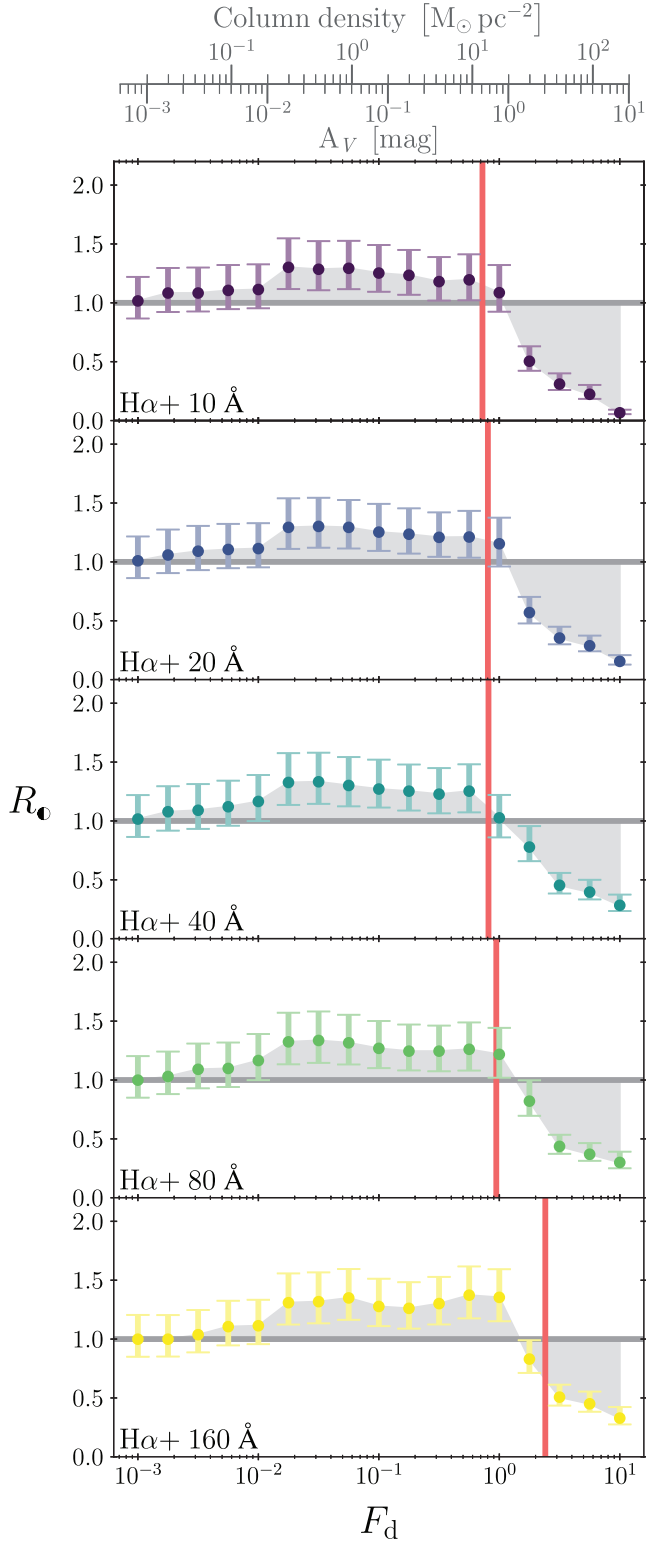 Column density [M⊙ pc⁻²]
10⁻¹ 10⁰ 10¹ 10²
10⁻³ 10⁻² 10⁻¹ 10⁰ 10¹
A_V [mag]
2.0
1.5
1.0
0.5
0.0
Hα+ 10 Å
2.0
1.5
1.0
0.5
0.0
Hα+ 20 Å
2.0
1.5
1.0
0.5
0.0
Hα+ 40 Å
R◐
2.0
1.5
1.0
0.5
0.0
Hα+ 80 Å
2.0
1.5
1.0
0.5
0.0
Hα+ 160 Å
10⁻³ 10⁻² 10⁻¹ 10⁰ 10¹
F_d